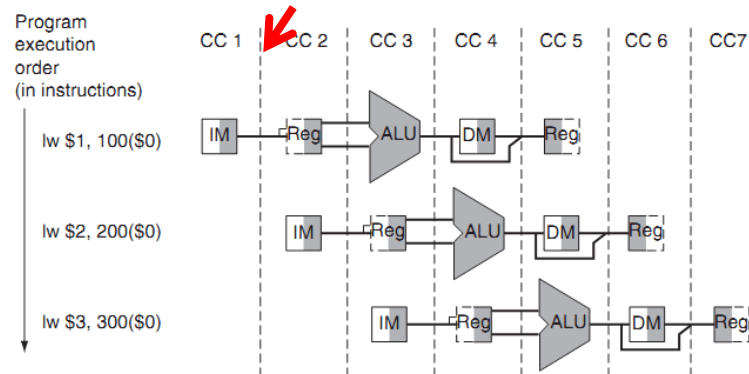 Program
execution
order
(in instructions)
CC 1 CC 2 CC 3 CC 4 CC 5 CC 6 CC7
lw $1, 100($0) IM Reg ALU DM Reg
lw $2, 200($0) IM Reg ALU DM Reg
lw $3, 300($0) IM Reg ALU DM Reg